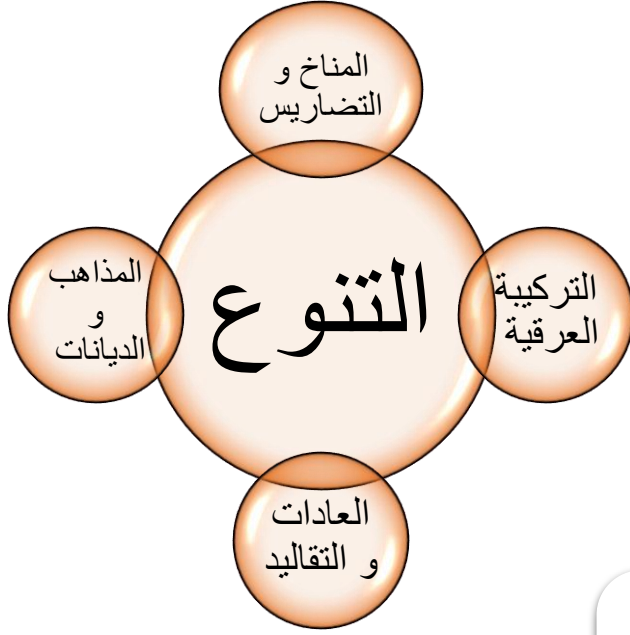 المناخ و
التضاريس
التنوع
التركيبة
العرقية
المذاهب
و
الديانات
العادات
و التقاليد